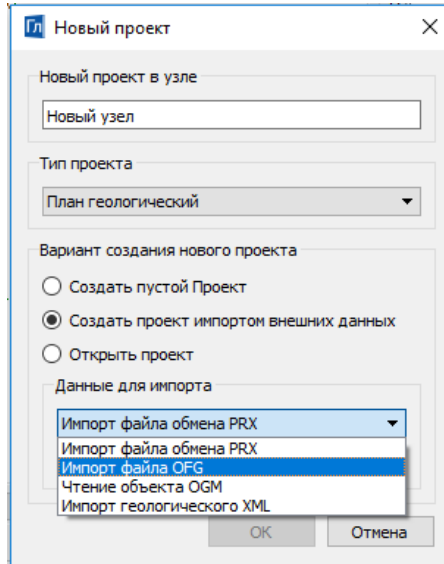 Гл Новый проект
Новый проект в узле
Новый узел
Тип проекта
План геологический
Вариант создания нового проекта
Создать пустой Проект
Создать проект импортом внешних данных
Открыть проект
Данные для импорта
Импорт файла обмена PRX
Импорт файла обмена PRX
Импорт файла OFG
Чтение объекта OGM
Импорт геологического XML
ОК Отмена